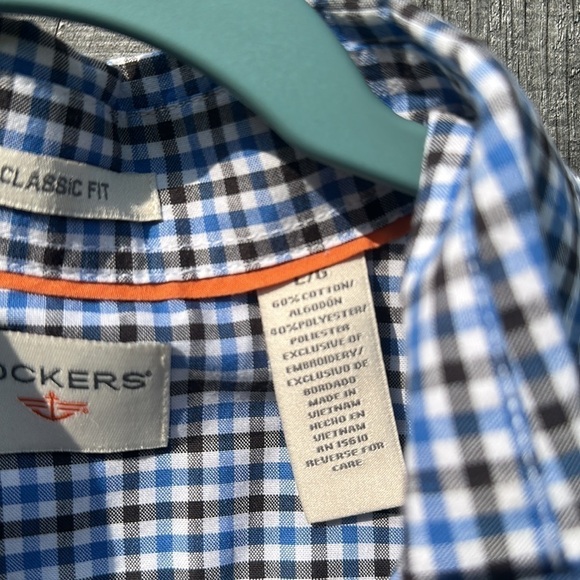 CLASSIC FIT
OCKERS®
L/G
60% COTTON/
ALGODÓN
40% POLYESTER/
POLIESTER
EXCLUSIVE OF
EMBROIDERY/
EXCLUSIVO DE
BORDADO
MADE IN
VIETNAM
HECHO EN
VIETNAM
RN 15610
REVERSE FOR
CARE